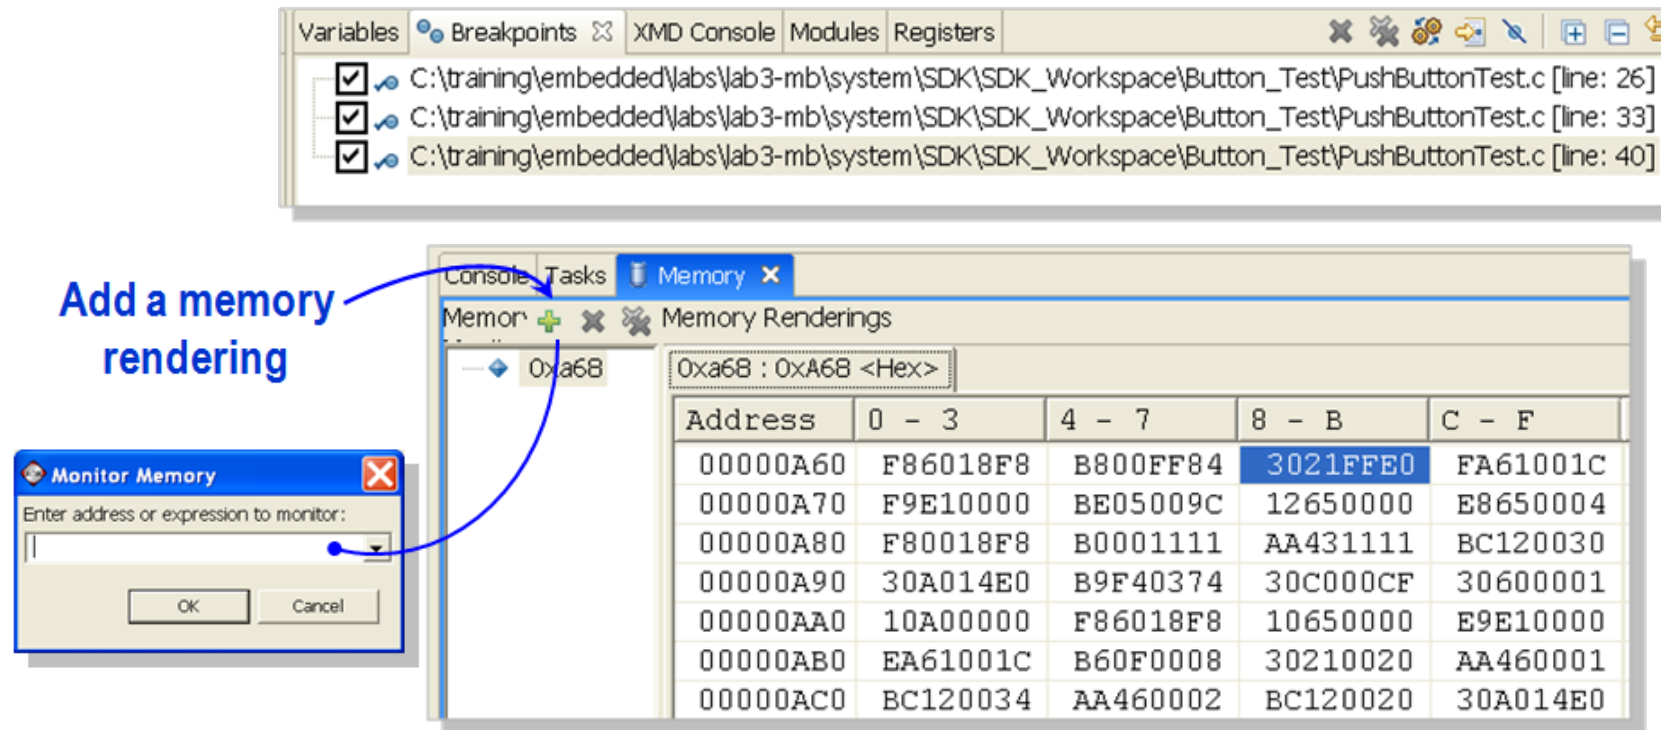 Variables Breakpoints XMD Console Modules Registers
C:\training\embedded\labs\lab3-mb\system\SDK\SDK_Workspace\Button_Test\PushButtonTest.c [line: 26]
C:\training\embedded\labs\lab3-mb\system\SDK\SDK_Workspace\Button_Test\PushButtonTest.c [line: 33]
C:\training\embedded\labs\lab3-mb\system\SDK\SDK_Workspace\Button_Test\PushButtonTest.c [line: 40]
Add a memory
rendering
Console Tasks Memory
Memor Memory Renderings
0xa68
0xa68 : 0xA68 <Hex>
Address 0 - 3 4 - 7 8 - B C - F
00000A60 F86018F8 B800FF84 3021FFE0 FA61001C
00000A70 F9E10000 BE05009C 12650000 E8650004
00000A80 F80018F8 B0001111 AA431111 BC120030
00000A90 30A014E0 B9F40374 30C000CF 30600001
00000AA0 10A00000 F86018F8 10650000 E9E10000
00000AB0 EA61001C B60F0008 30210020 AA460001
00000AC0 BC120034 AA460002 BC120020 30A014E0
Monitor Memory
Enter address or expression to monitor:
OK Cancel